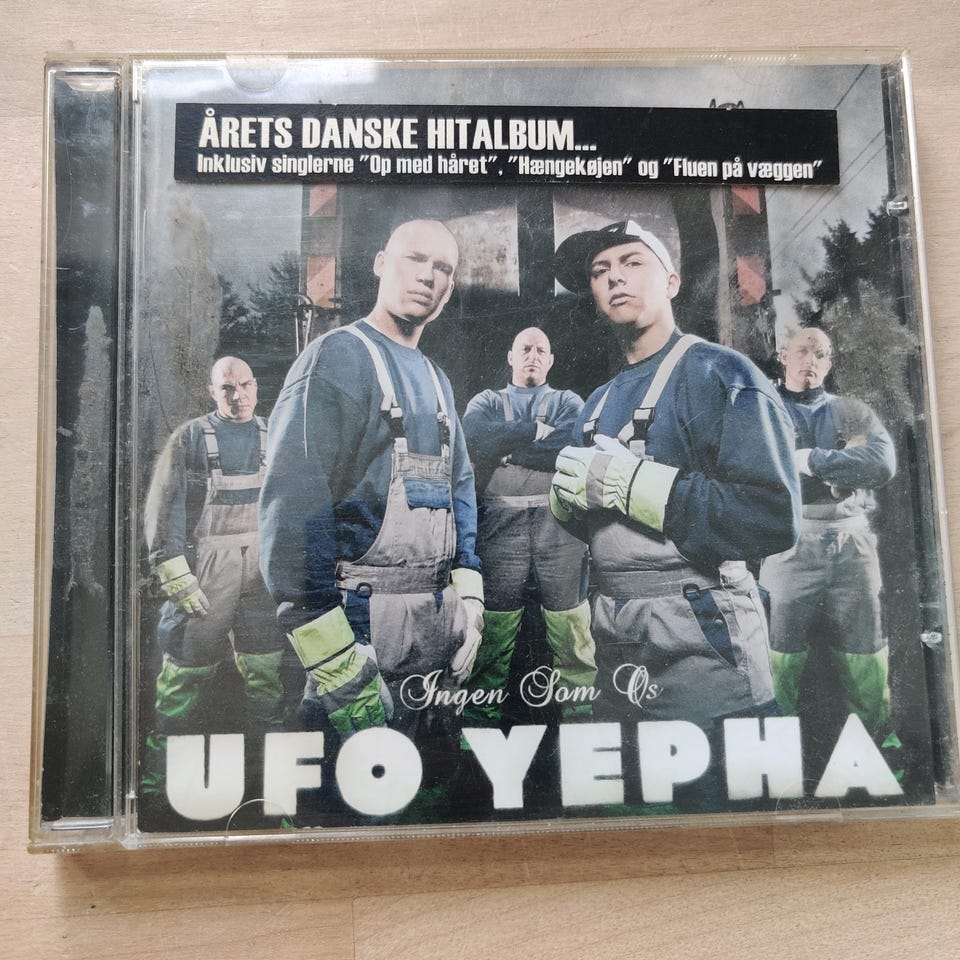 ÅRETS DANSKE HITALBUM...
Inklusiv singlerne "Op med håret", "Hængekøjen" og "Fluen på væggen"
Ingen Som Os
UFO YEPHA